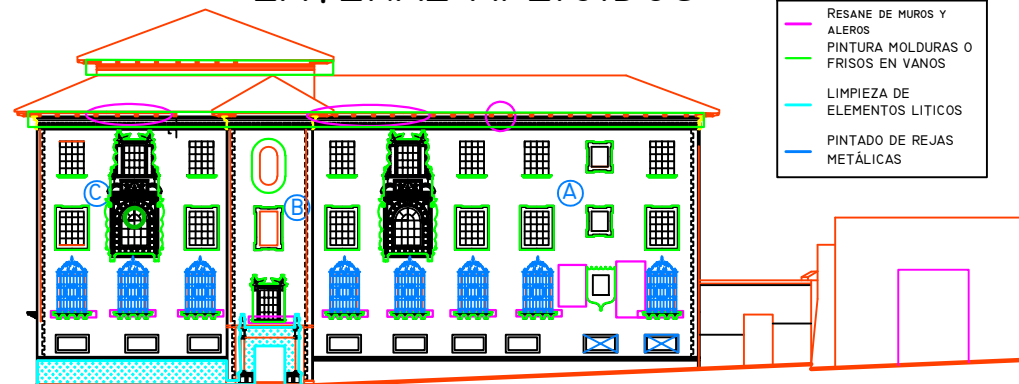 RESANE DE MUROS Y
ALEROS
PINTURA MOLDURAS O
FRISOS EN VANOS
LIMPIEZA DE
ELEMENTOS LITICOS
PINTADO DE REJAS
METÁLICAS
C
B
A